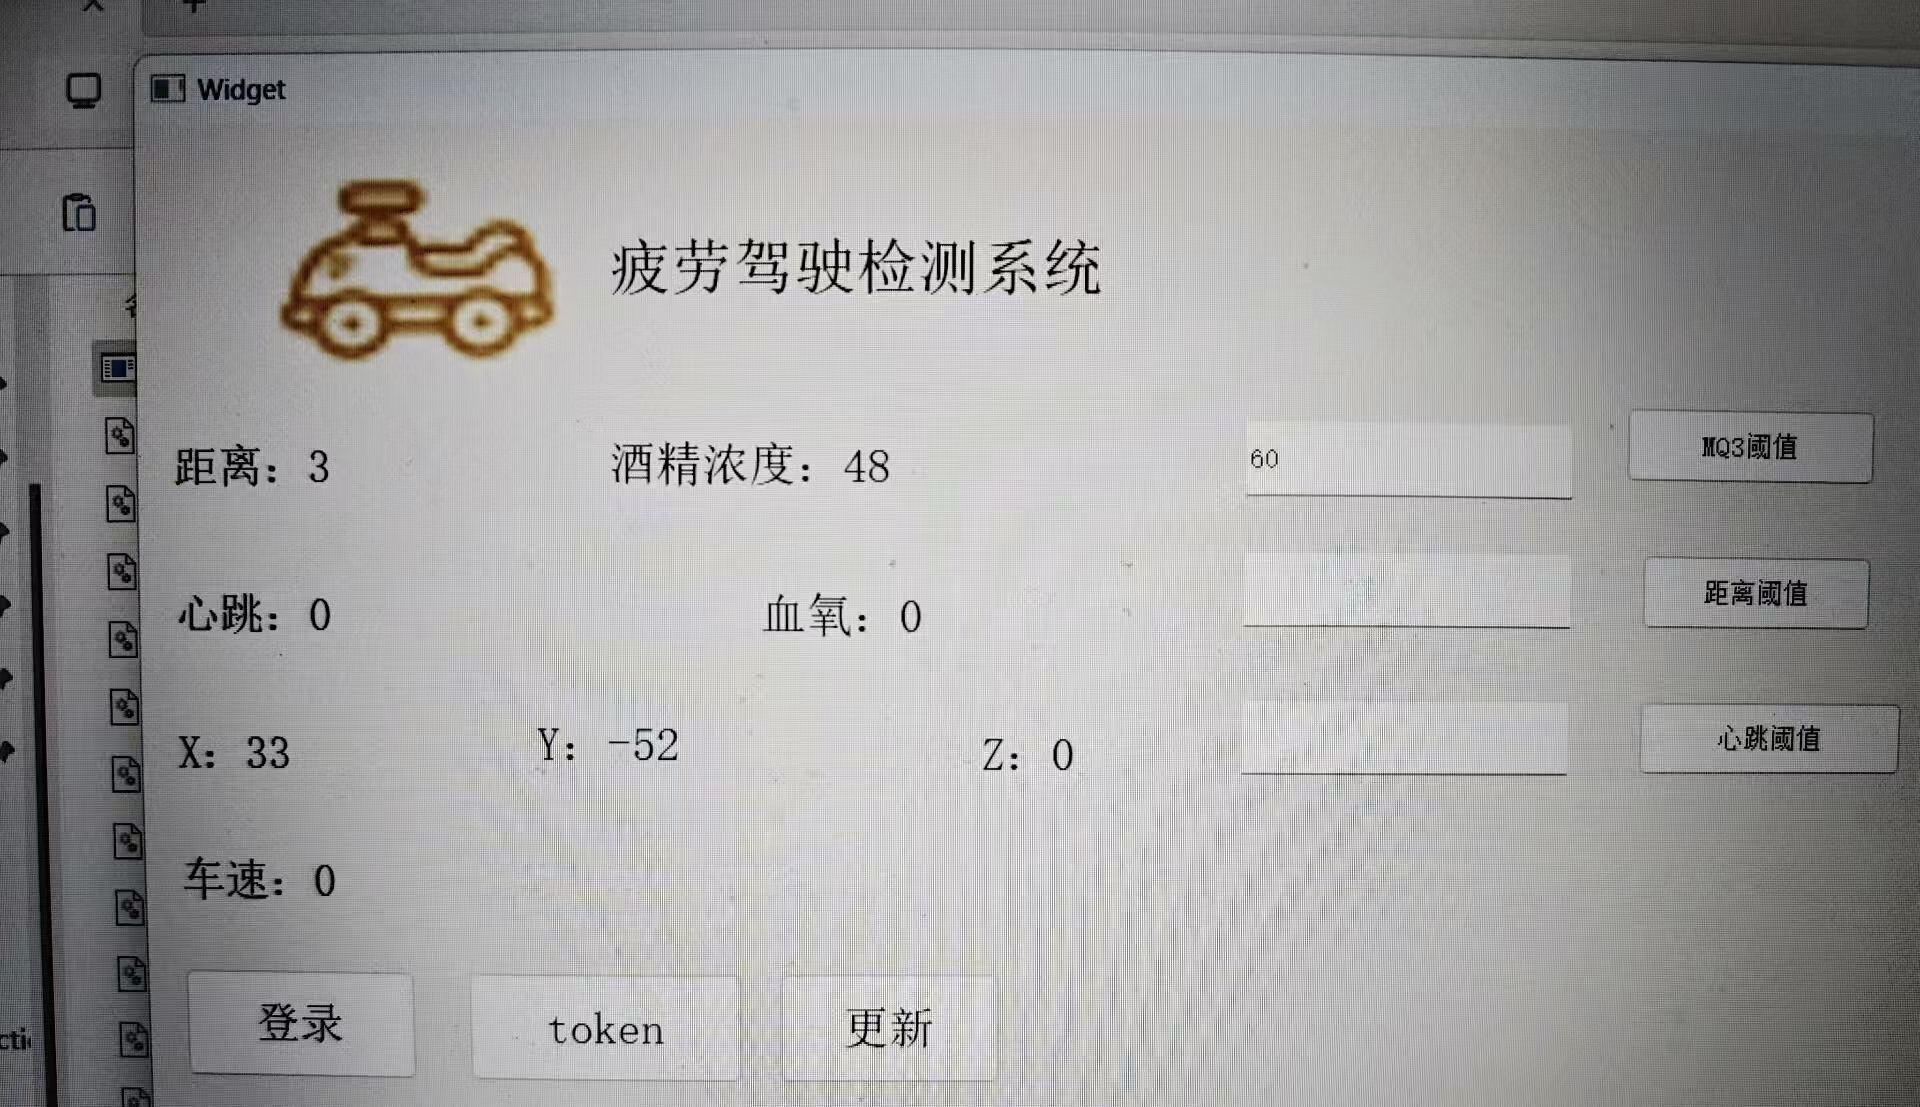 Widget
疲劳驾驶检测系统
距离：3
酒精浓度：48
60
MQ3阈值
心跳：0
血氧：0
距离阈值
X：33
Y：-52
Z：0
心跳阈值
车速：0
登录
token
更新